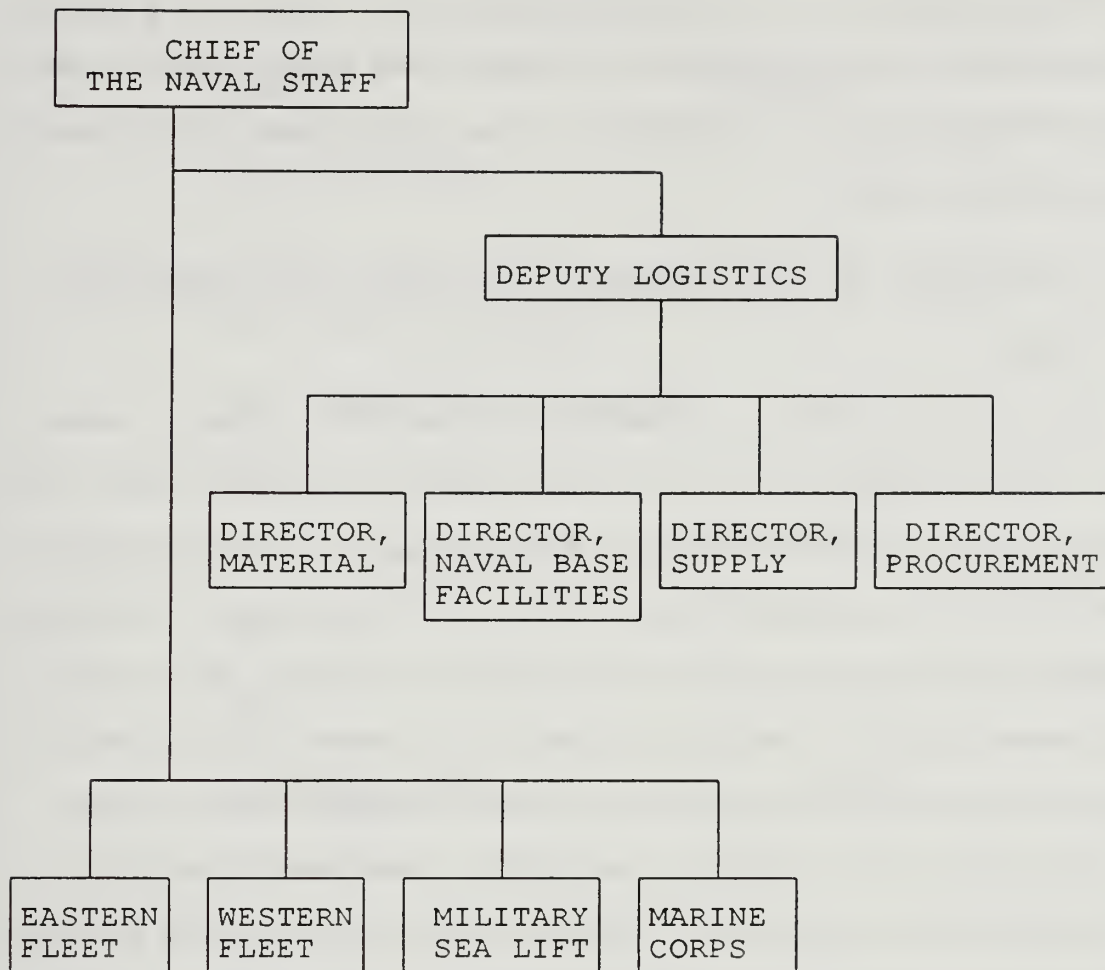 CHIEF OF
THE NAVAL STAFF
DEPUTY LOGISTICS
DIRECTOR,
MATERIAL
DIRECTOR,
NAVAL BASE
FACILITIES
DIRECTOR,
SUPPLY
DIRECTOR,
PROCUREMENT
EASTERN
FLEET
WESTERN
FLEET
MILITARY
SEA LIFT
MARINE
CORPS